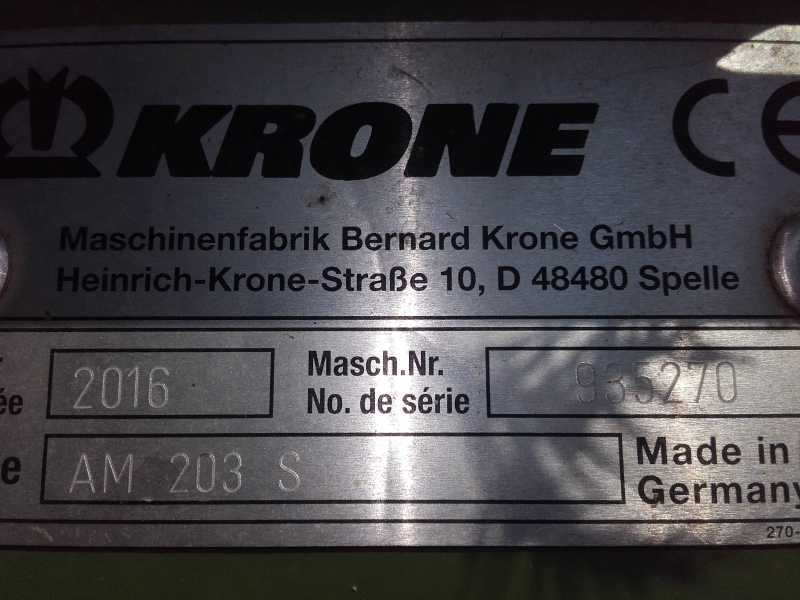 KRONE CE
Maschinenfabrik Bernard Krone GmbH
Heinrich-Krone-Straße 10, D 48480 Spelle
2016 Masch.Nr. 935270
No. de série
AM 203 S Made in
Germany
270-